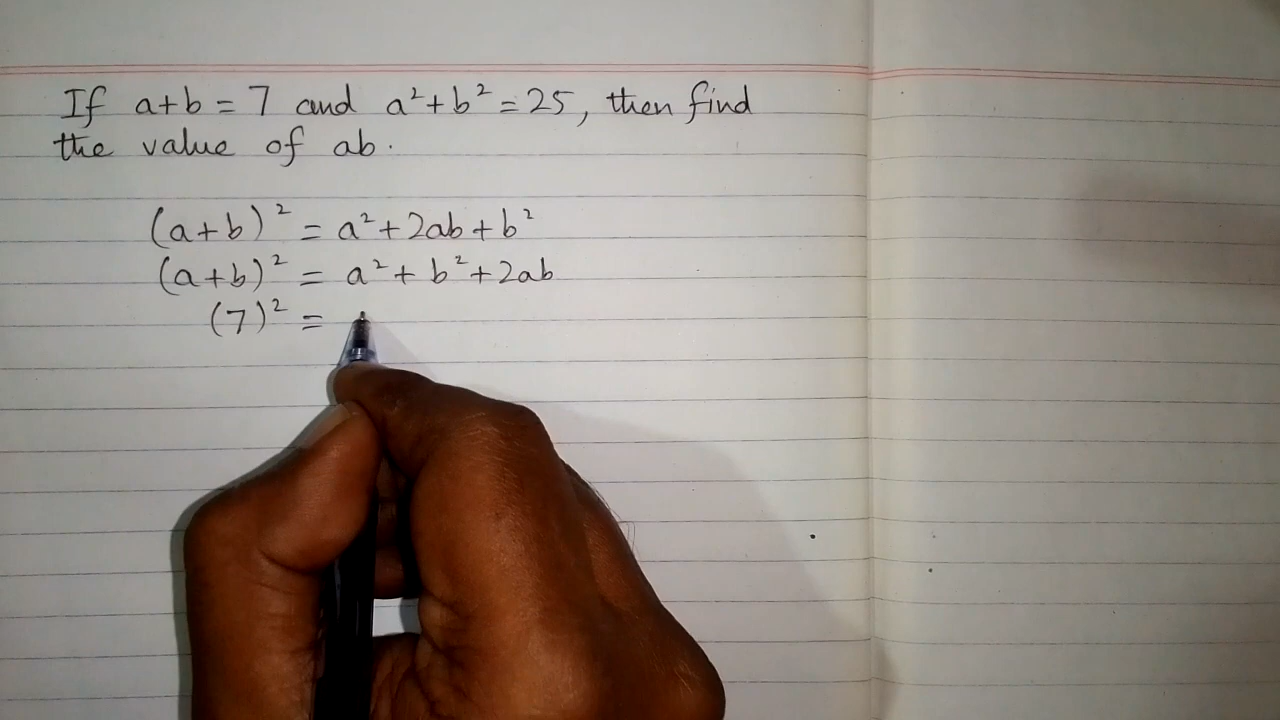 If a+b = 7 and a²+b² = 25, then find
the value of ab.
(a+b)² = a²+2ab+b²
(a+b)² = a²+b²+2ab
(7)² =